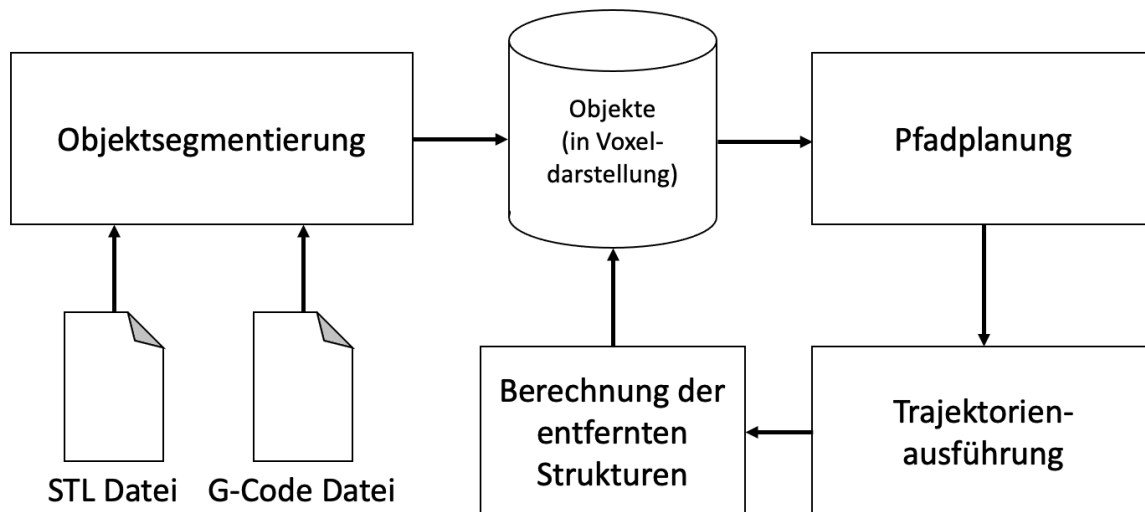 Objektsegmentierung
Objekte
(in Voxel-
darstellung)
Pfadplanung
STL Datei
G-Code Datei
Berechnung der
entfernten
Strukturen
Trajektorien-
ausführung